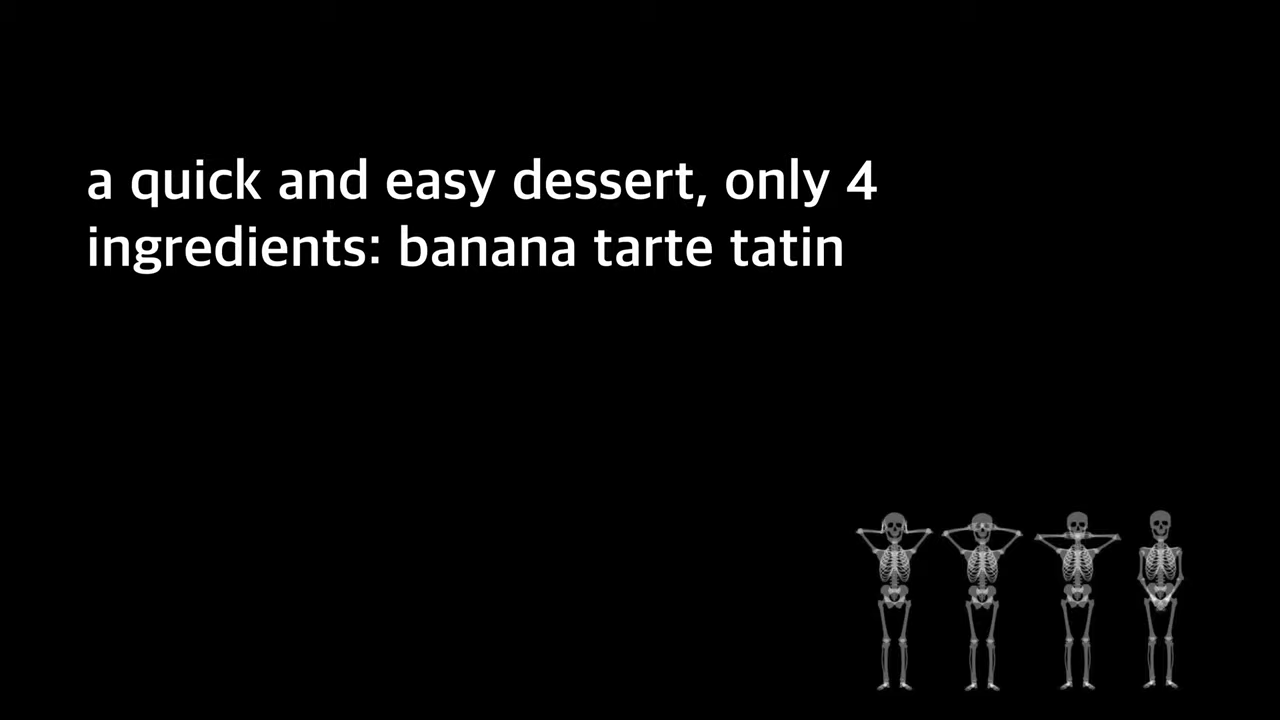 a quick and easy dessert, only 4
ingredients: banana tarte tatin